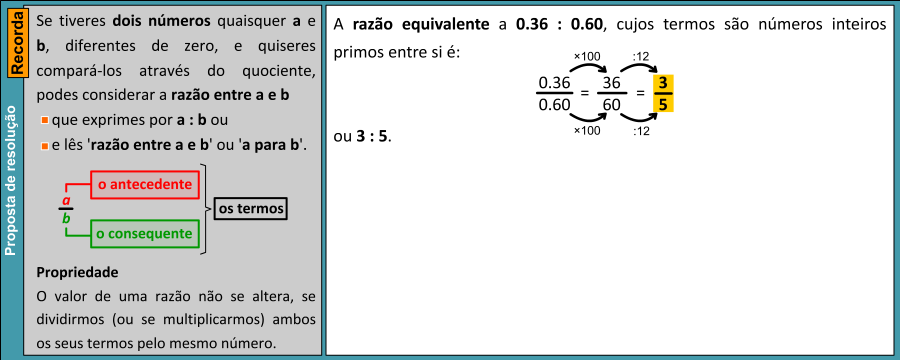 Proposta de resolução
Recorda
Se tiveres dois números quaisquer a e
b, diferentes de zero, e quiseres
compará-los através do quociente,
podes considerar a razão entre a e b
que exprimes por a : b ou
e lês 'razão entre a e b' ou 'a para b'.
a
b
o antecedente
o consequente
os termos
Propriedade
O valor de uma razão não se altera, se
dividirmos (ou se multiplicarmos) ambos
os seus termos pelo mesmo número.
A razão equivalente a 0.36 : 0.60, cujos termos são números inteiros
primos entre si é:
×100 :12
0.36 = 36 = 3
0.60 60 5
×100 :12
ou 3 : 5.